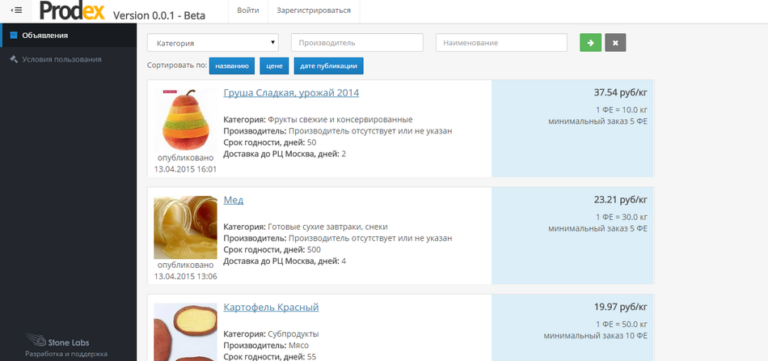 Prodex Version 0.0.1 - Beta
Войти
Зарегистрироваться
Объявления
Условия пользования
Категория
Производитель
Наименование
Сортировать по: названию цене дате публикации
Груша Сладкая, урожай 2014
Категория: Фрукты свежие и консервированные
Производитель: Производитель отсутствует или не указан
Срок годности, дней: 50
Доставка до РЦ Москва, дней: 2
опубликовано
13.04.2015 16:01
37.54 руб/кг
1 ФЕ = 10.0 кг
минимальный заказ 5 ФЕ
Мед
Категория: Готовые сухие завтраки, снеки
Производитель: Производитель отсутствует или не указан
Срок годности, дней: 500
Доставка до РЦ Москва, дней: 4
опубликовано
13.04.2015 13:06
23.21 руб/кг
1 ФЕ = 30.0 кг
минимальный заказ 5 ФЕ
Картофель Красный
Категория: Субпродукты
Производитель: Мясо
Срок годности, дней: 55
19.97 руб/кг
1 ФЕ = 50.0 кг
минимальный заказ 10 ФЕ
Stone Labs
Разработка и поддержка